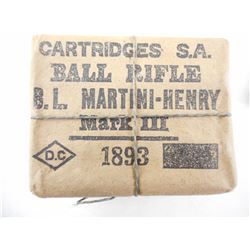 CARTRIDGES S.A.
BALL RIFLE
B.L. MARTINI-HENRY
Mark III
D.C 1893